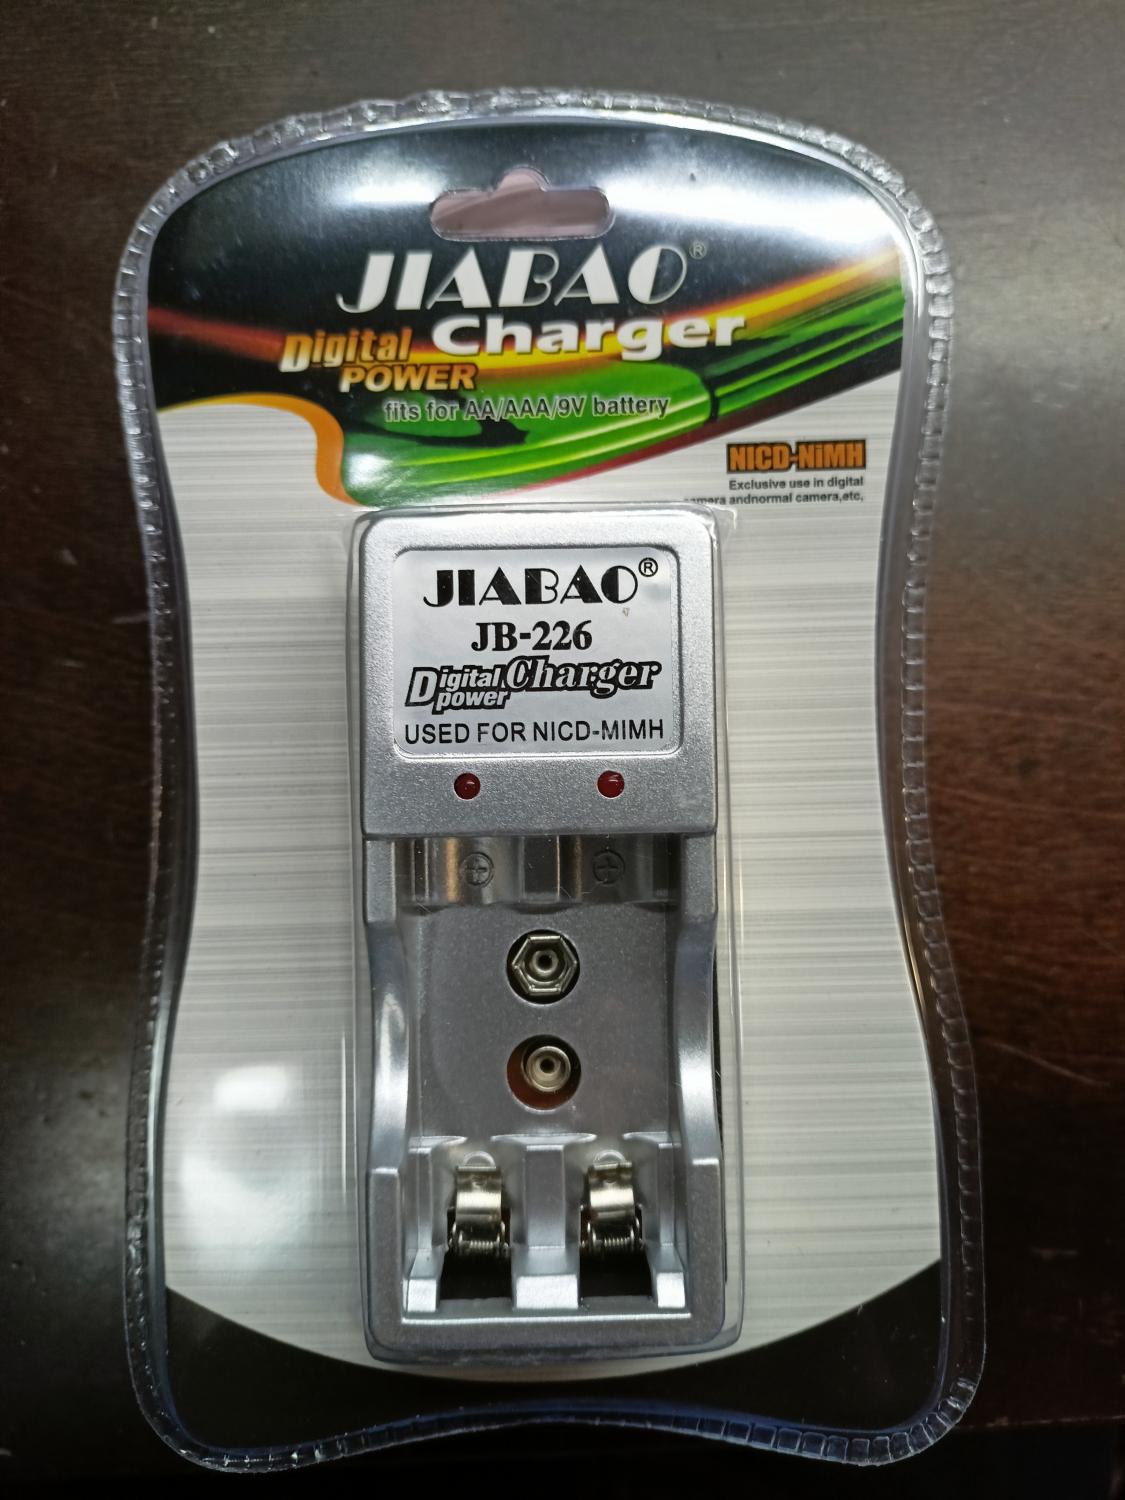 JIABAO®
Digital Charger
POWER
fits for AA/AAA/9V battery
NICD-NiMH
Exclusive use in digital
camera andnormal camera,etc,
JIABAO®
JB-226
Digital power Charger
USED FOR NICD-MIMH